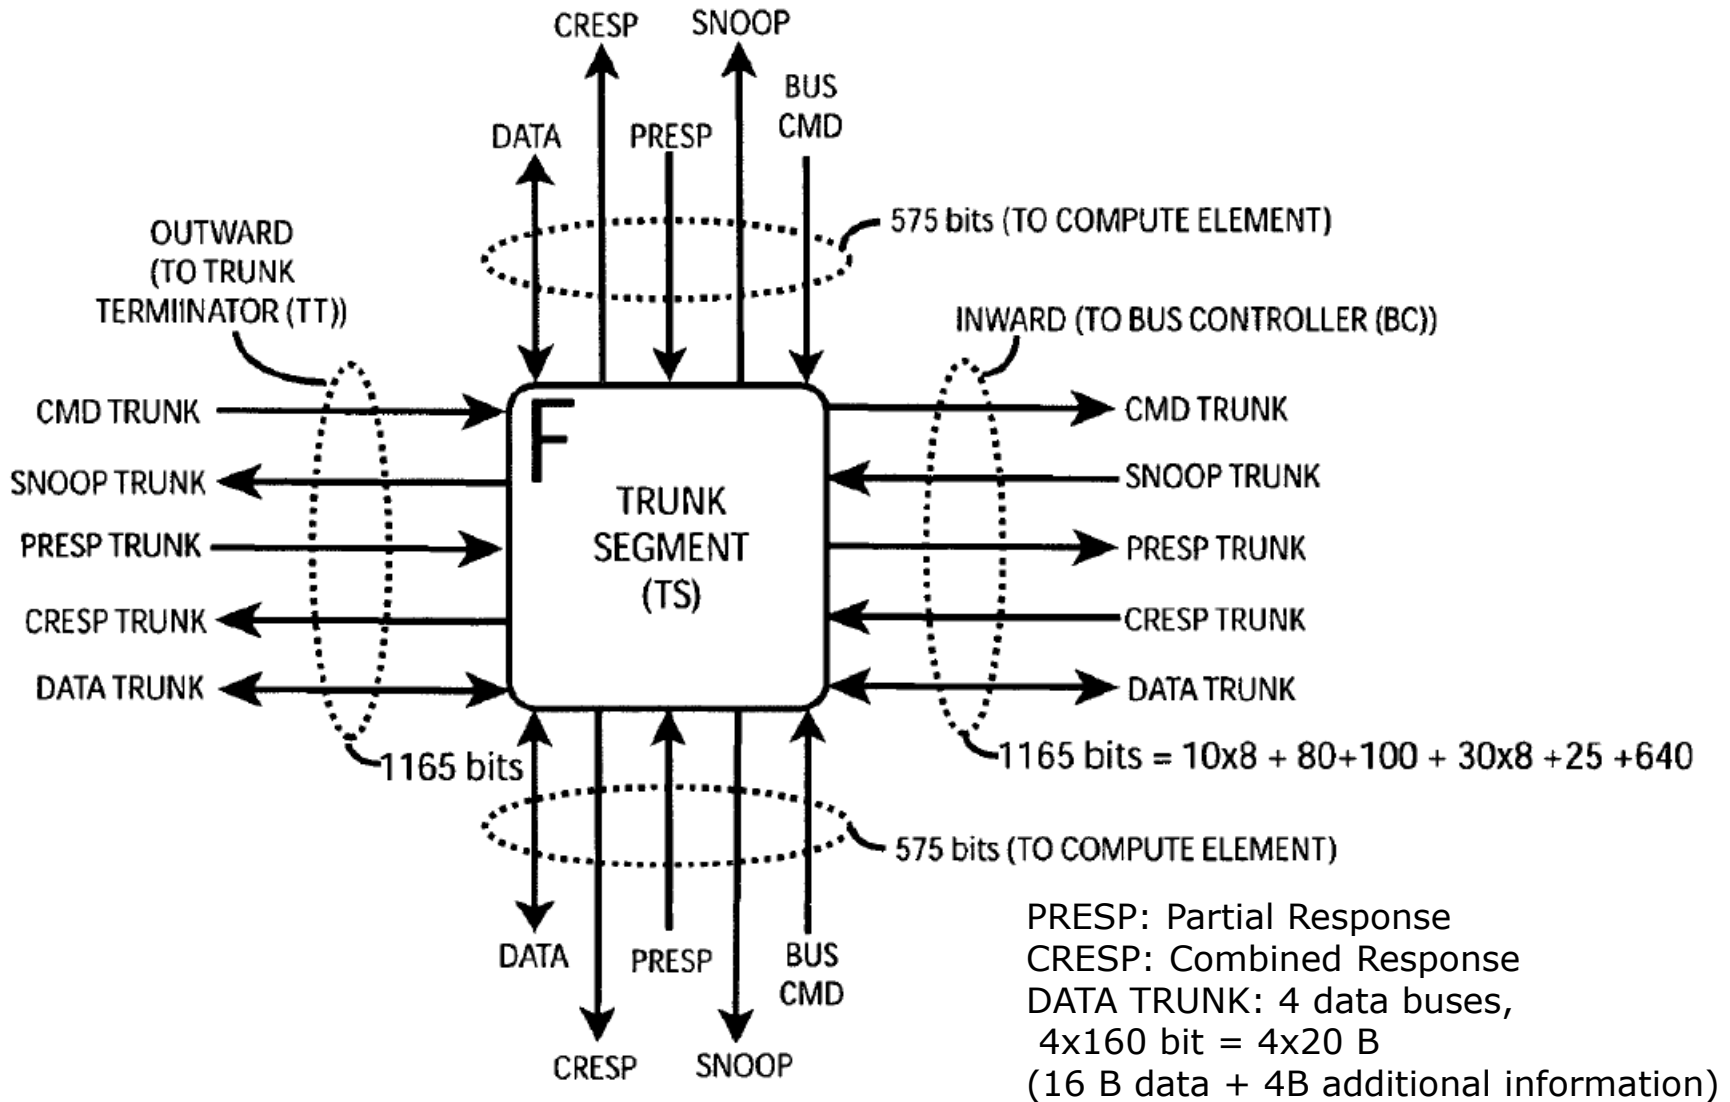 CRESP
SNOOP
BUS
CMD
DATA
PRESP
575 bits (TO COMPUTE ELEMENT)
OUTWARD
(TO TRUNK
TERMIINATOR (TT))
INWARD (TO BUS CONTROLLER (BC))
CMD TRUNK
SNOOP TRUNK
PRESP TRUNK
CRESP TRUNK
DATA TRUNK
F
TRUNK
SEGMENT
(TS)
CMD TRUNK
SNOOP TRUNK
PRESP TRUNK
CRESP TRUNK
DATA TRUNK
1165 bits
1165 bits = 10x8 + 80+100 + 30x8 +25 +640
575 bits (TO COMPUTE ELEMENT)
DATA
PRESP
BUS
CMD
CRESP
SNOOP
PRESP: Partial Response
CRESP: Combined Response
DATA TRUNK: 4 data buses,
4x160 bit = 4x20 B
(16 B data + 4B additional information)